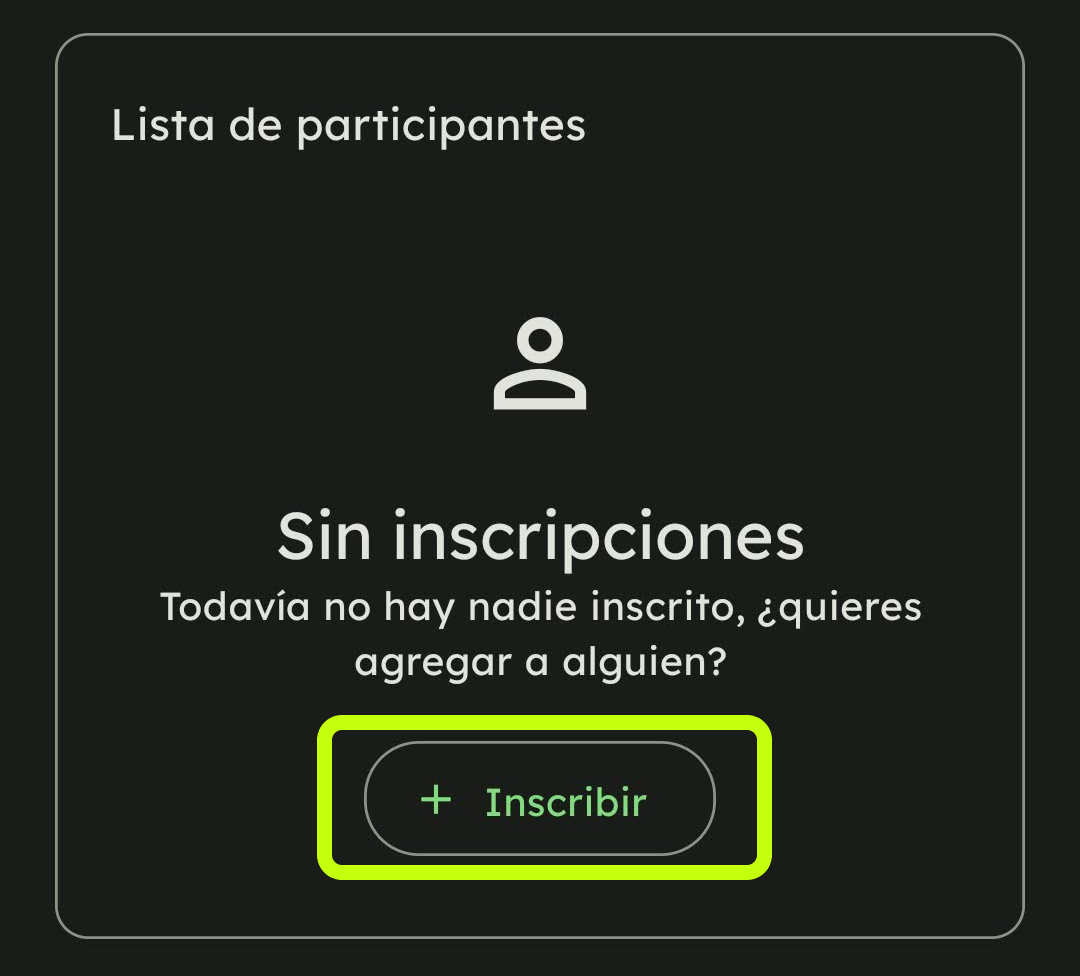 Lista de participantes
Sin inscripciones
Todavía no hay nadie inscrito, ¿quieres
agregar a alguien?
+ Inscribir